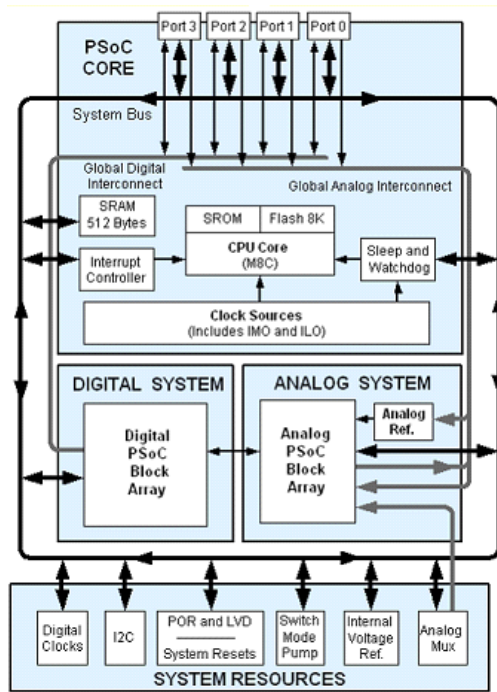 Port 3 Port 2 Port 1 Port 0
PSoC
CORE
System Bus
Global Digital
Interconnect
Global Analog Interconnect
SRAM
512 Bytes
SROM Flash 8K
CPU Core
(M8C)
Interrupt
Controller
Sleep and
Watchdog
Clock Sources
(Includes IMO and ILO)
DIGITAL SYSTEM
ANALOG SYSTEM
Digital
PSoC
Block
Array
Analog
PSoC
Block
Array
Analog
Ref.
Digital
Clocks
I2C
POR and LVD
System Resets
Switch
Mode
Pump
Internal
Voltage
Ref.
Analog
Mux
SYSTEM RESOURCES